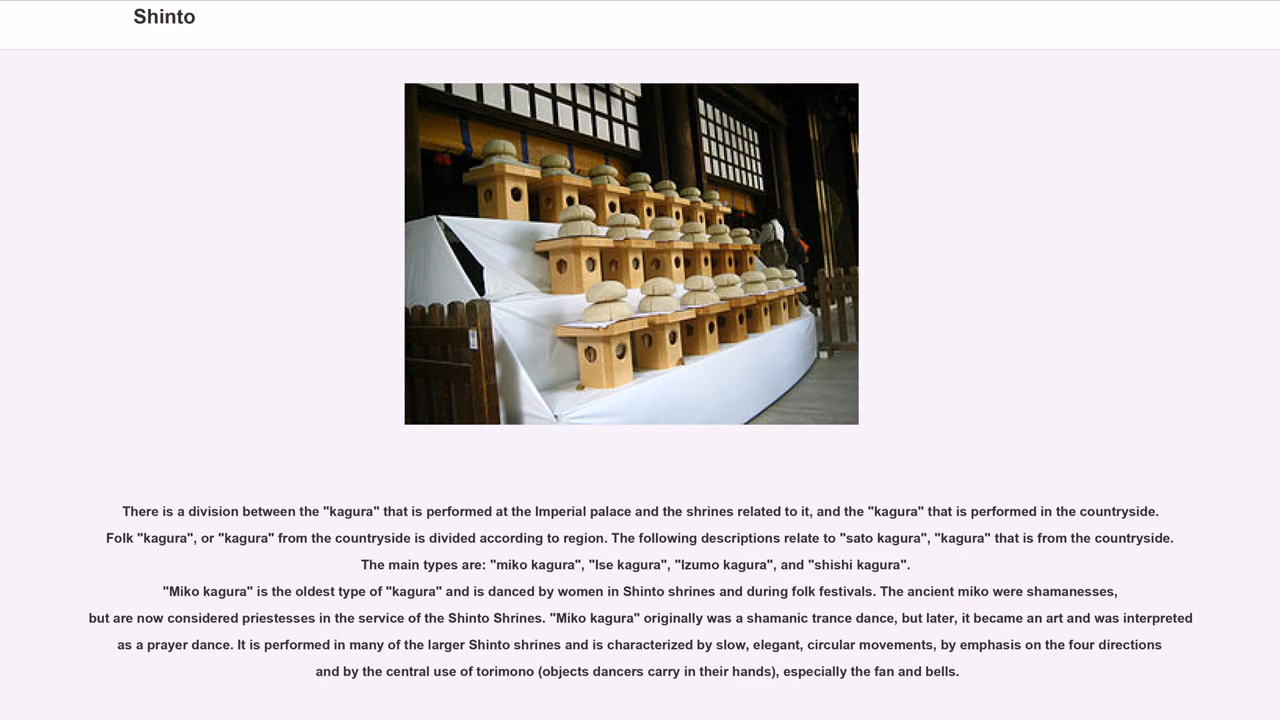 Shinto
There is a division between the "kagura" that is performed at the Imperial palace and the shrines related to it, and the "kagura" that is performed in the countryside.
Folk "kagura", or "kagura" from the countryside is divided according to region. The following descriptions relate to "sato kagura", "kagura" that is from the countryside.
The main types are: "miko kagura", "Ise kagura", "Izumo kagura", and "shishi kagura".
"Miko kagura" is the oldest type of "kagura" and is danced by women in Shinto shrines and during folk festivals. The ancient miko were shamanesses,
but are now considered priestesses in the service of the Shinto Shrines. "Miko kagura" originally was a shamanic trance dance, but later, it became an art and was interpreted
as a prayer dance. It is performed in many of the larger Shinto shrines and is characterized by slow, elegant, circular movements, by emphasis on the four directions
and by the central use of torimono (objects dancers carry in their hands), especially the fan and bells.